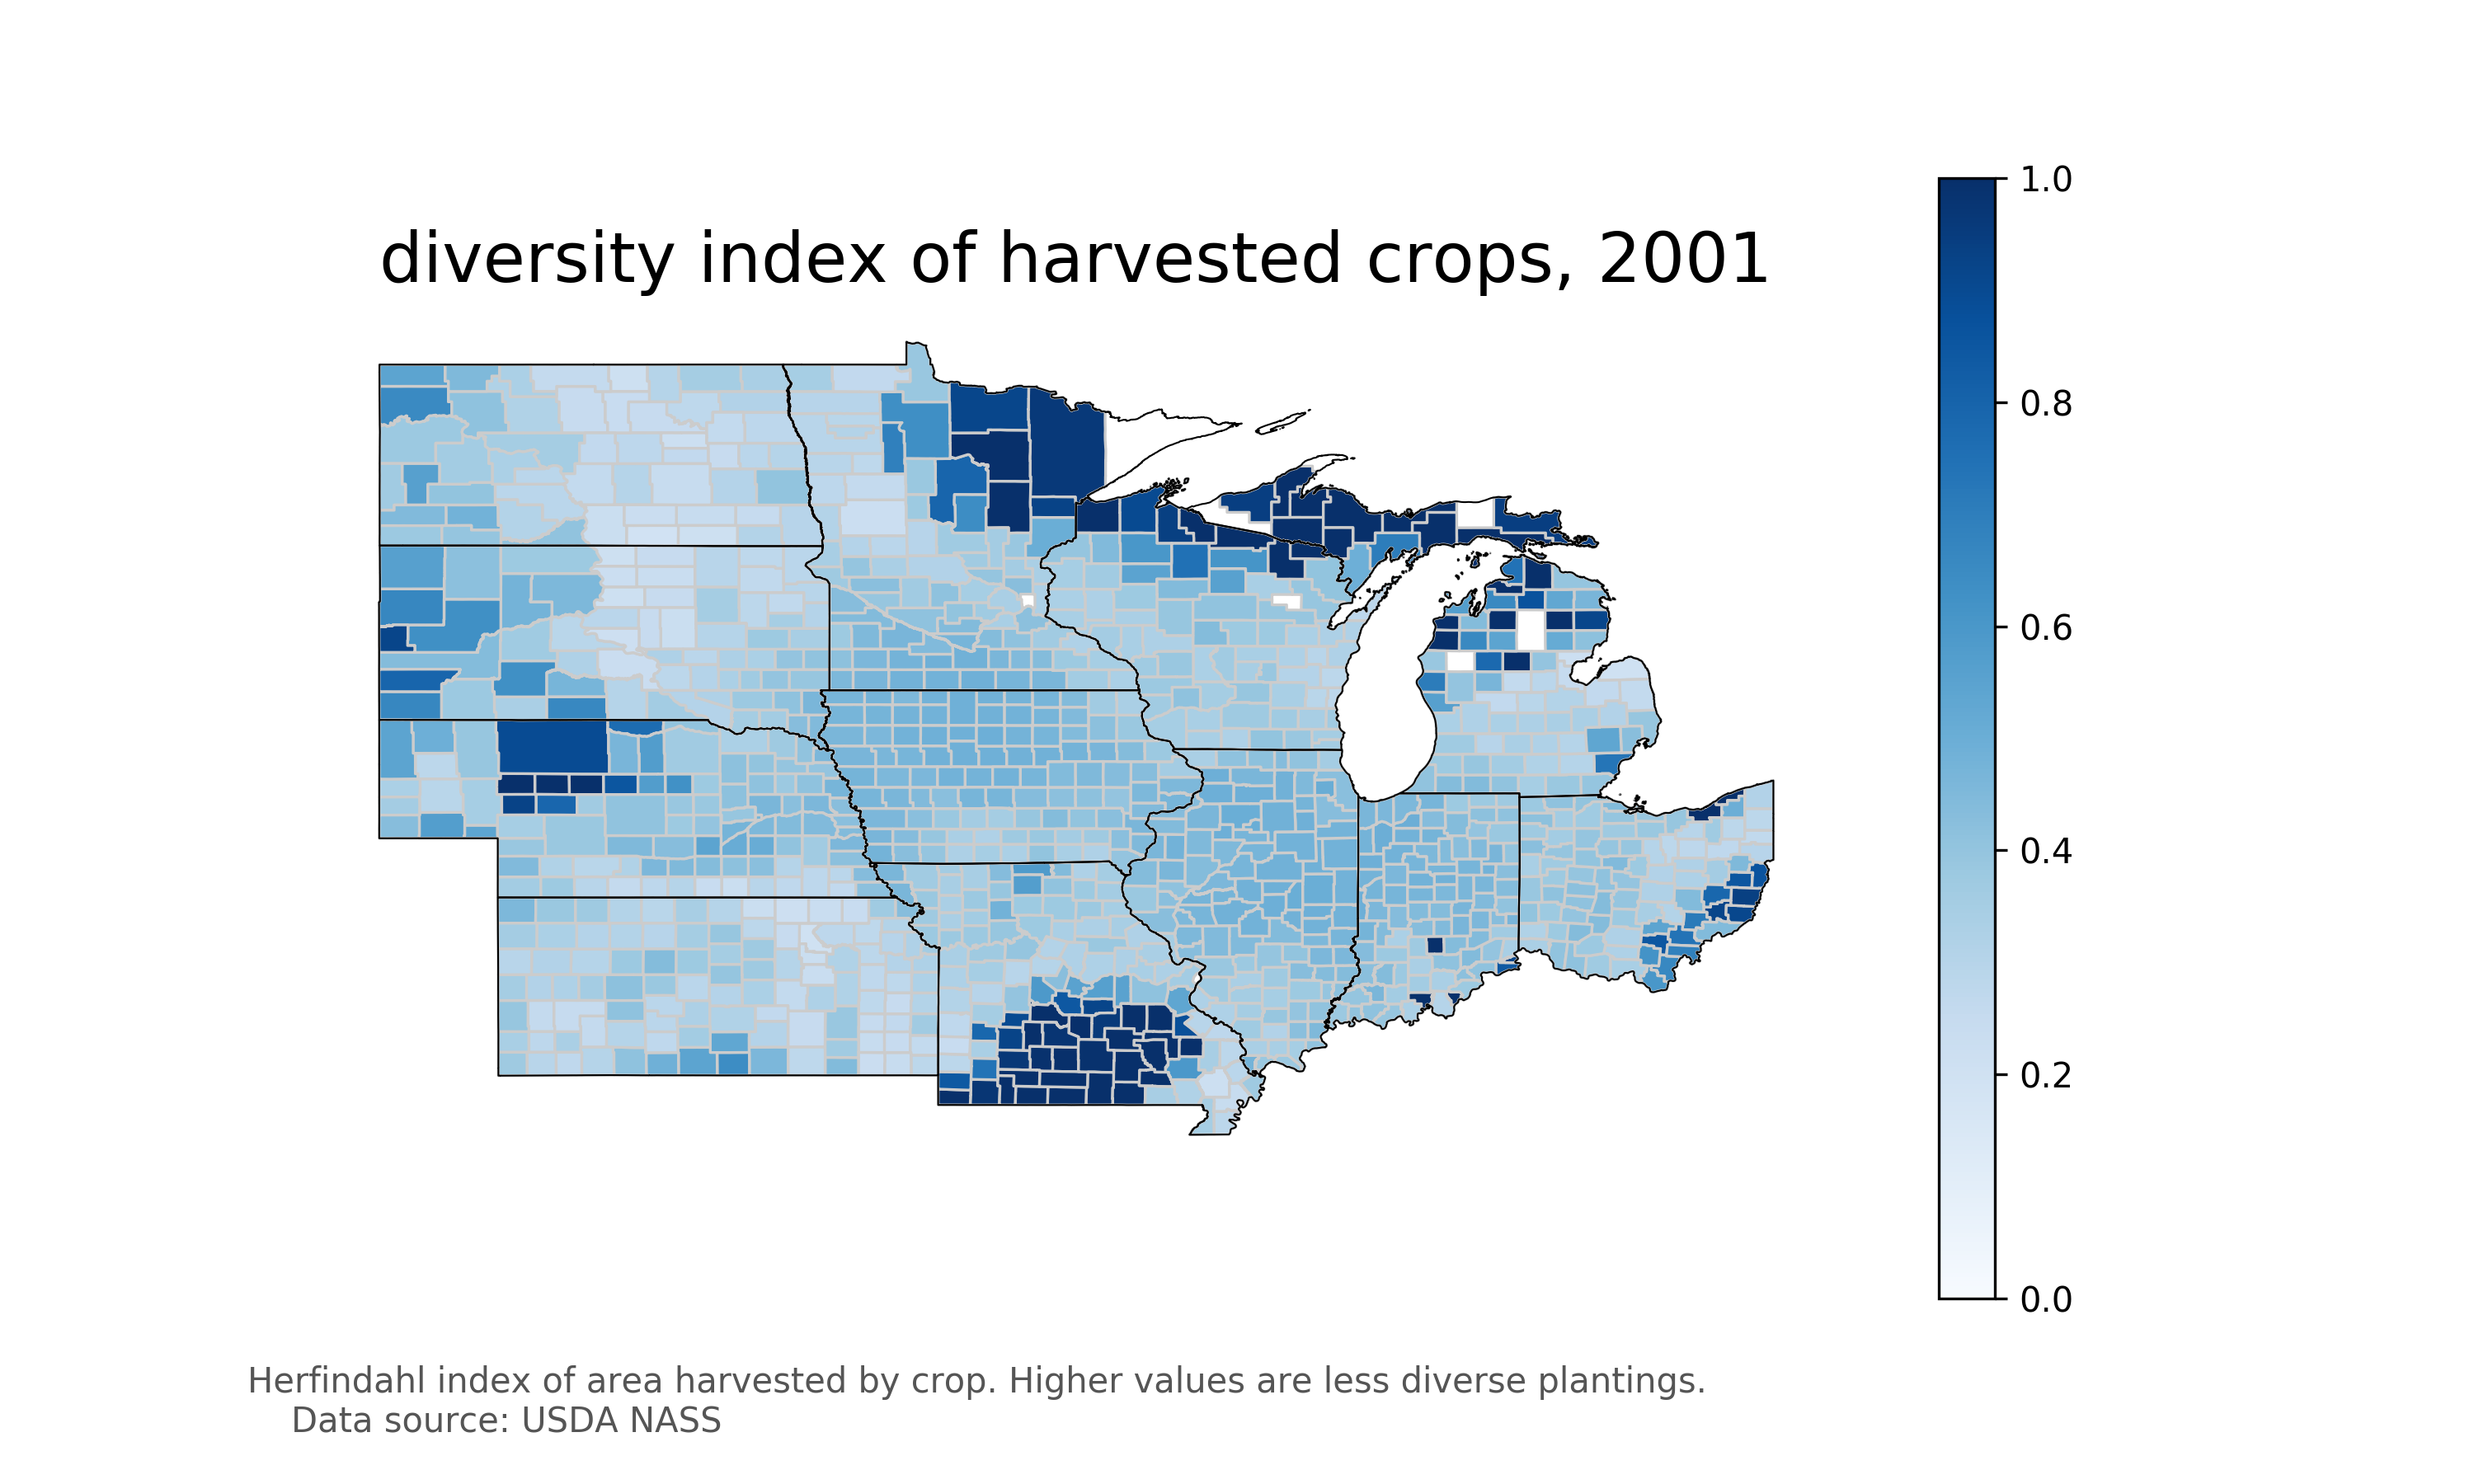 diversity index of harvested crops, 2001
1.0
0.8
0.6
0.4
0.2
0.0
Herfindahl index of area harvested by crop. Higher values are less diverse plantings.
Data source: USDA NASS